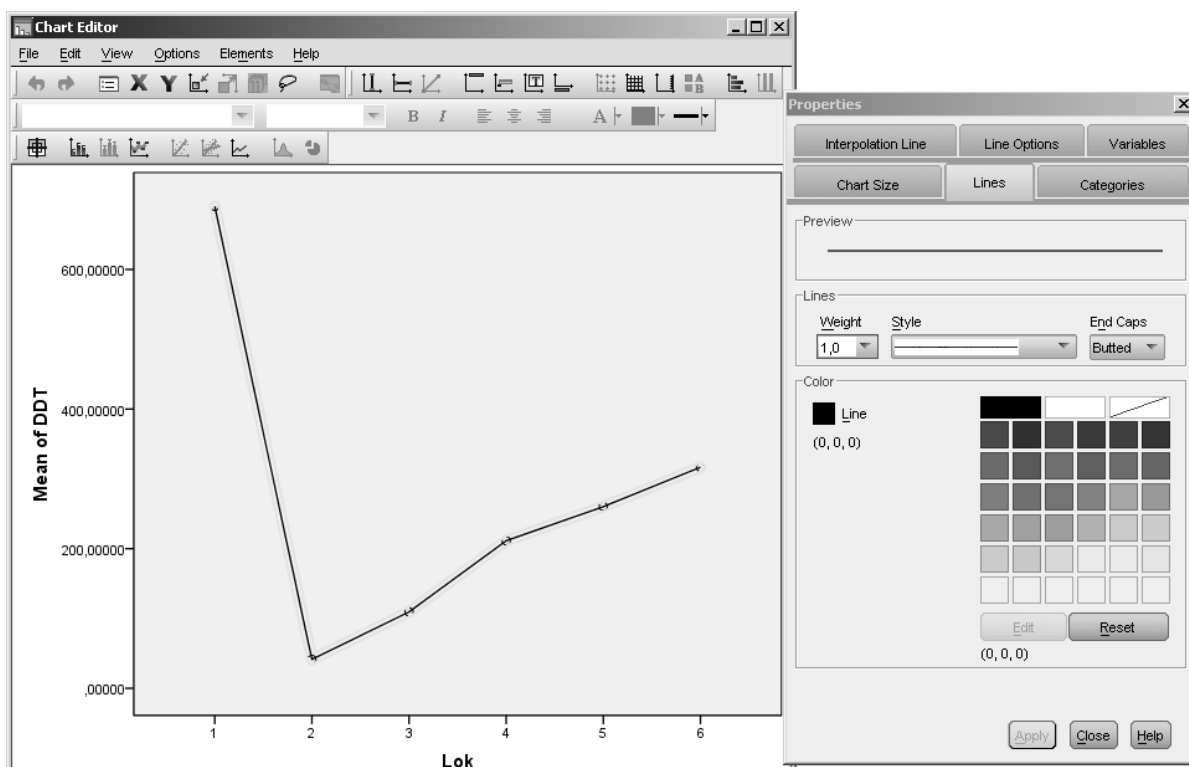 Chart Editor
File Edit View Options Elements Help
X Y
B I A
Mean of DDT
600,00000
400,00000
200,00000
,00000
1 2 3 4 5 6
Lok
Properties
Interpolation Line Line Options Variables
Chart Size Lines Categories
Preview
Lines
Weight Style End Caps
1,0 Butted
Color
Line
(0, 0, 0)
Edit Reset
(0, 0, 0)
Apply Close Help